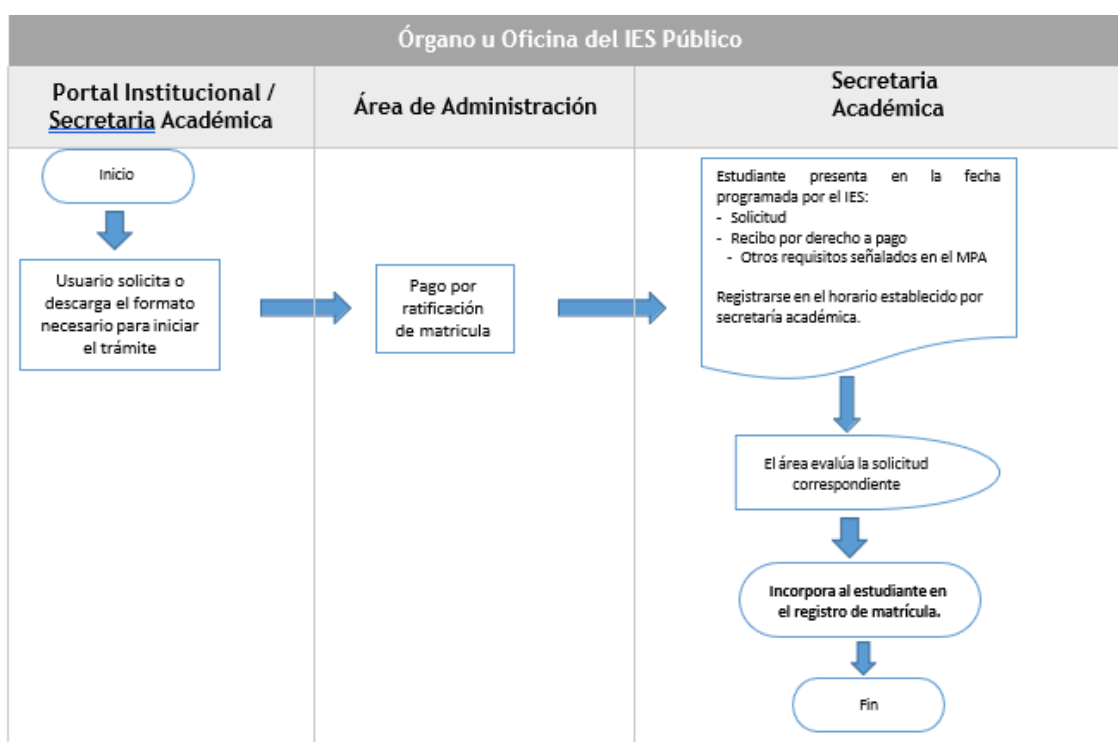 Órgano u Oficina del IES Público
Portal Institucional /
Secretaria Académica
Área de Administración
Secretaria
Académica
Inicio
Usuario solicita o
descarga el formato
necesario para iniciar
el trámite
Pago por
ratificación
de matricula
Estudiante presenta en la fecha
programada por el IES:
- Solicitud
- Recibo por derecho a pago
- Otros requisitos señalados en el MPA
Registrarse en el horario establecido por
secretaría académica.
El área evalúa la solicitud
correspondiente
Incorpora al estudiante en
el registro de matrícula.
Fin